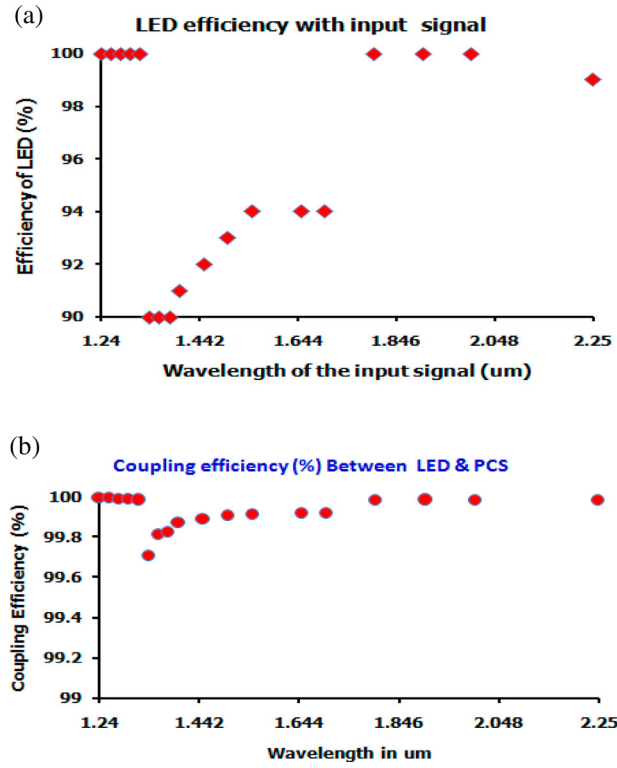 (a)
LED efficiency with input signal
Efficiency of LED (%)
100
98
96
94
92
90
1.24 1.442 1.644 1.846 2.048 2.25
Wavelength of the input signal (um)
(b)
Coupling efficiency (%) Between LED & PCS
Coupling Efficiency (%)
100
99.8
99.6
99.4
99.2
99
1.24 1.442 1.644 1.846 2.048 2.25
Wavelength in um